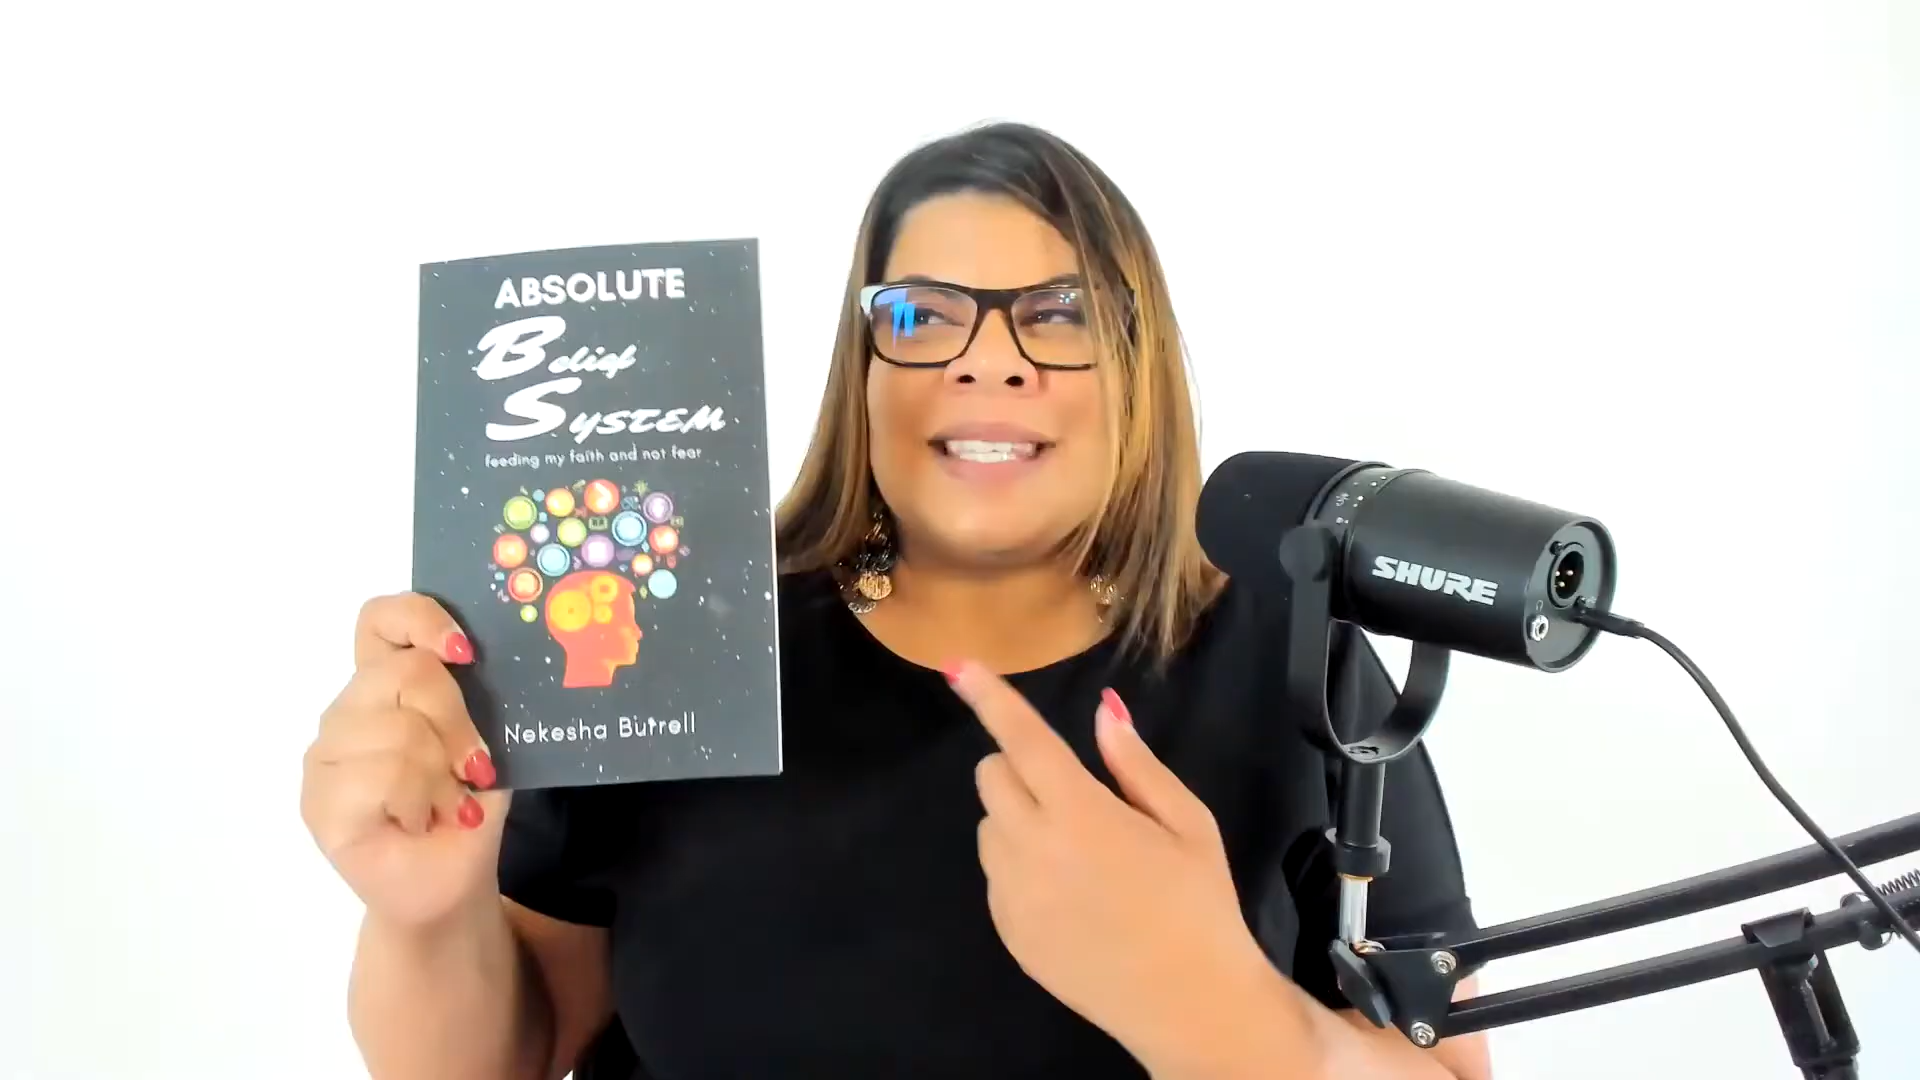 ABSOLUTE
Belief
SYSTEM
feeding my faith and not fear
Nekesha Burrell
SHURE